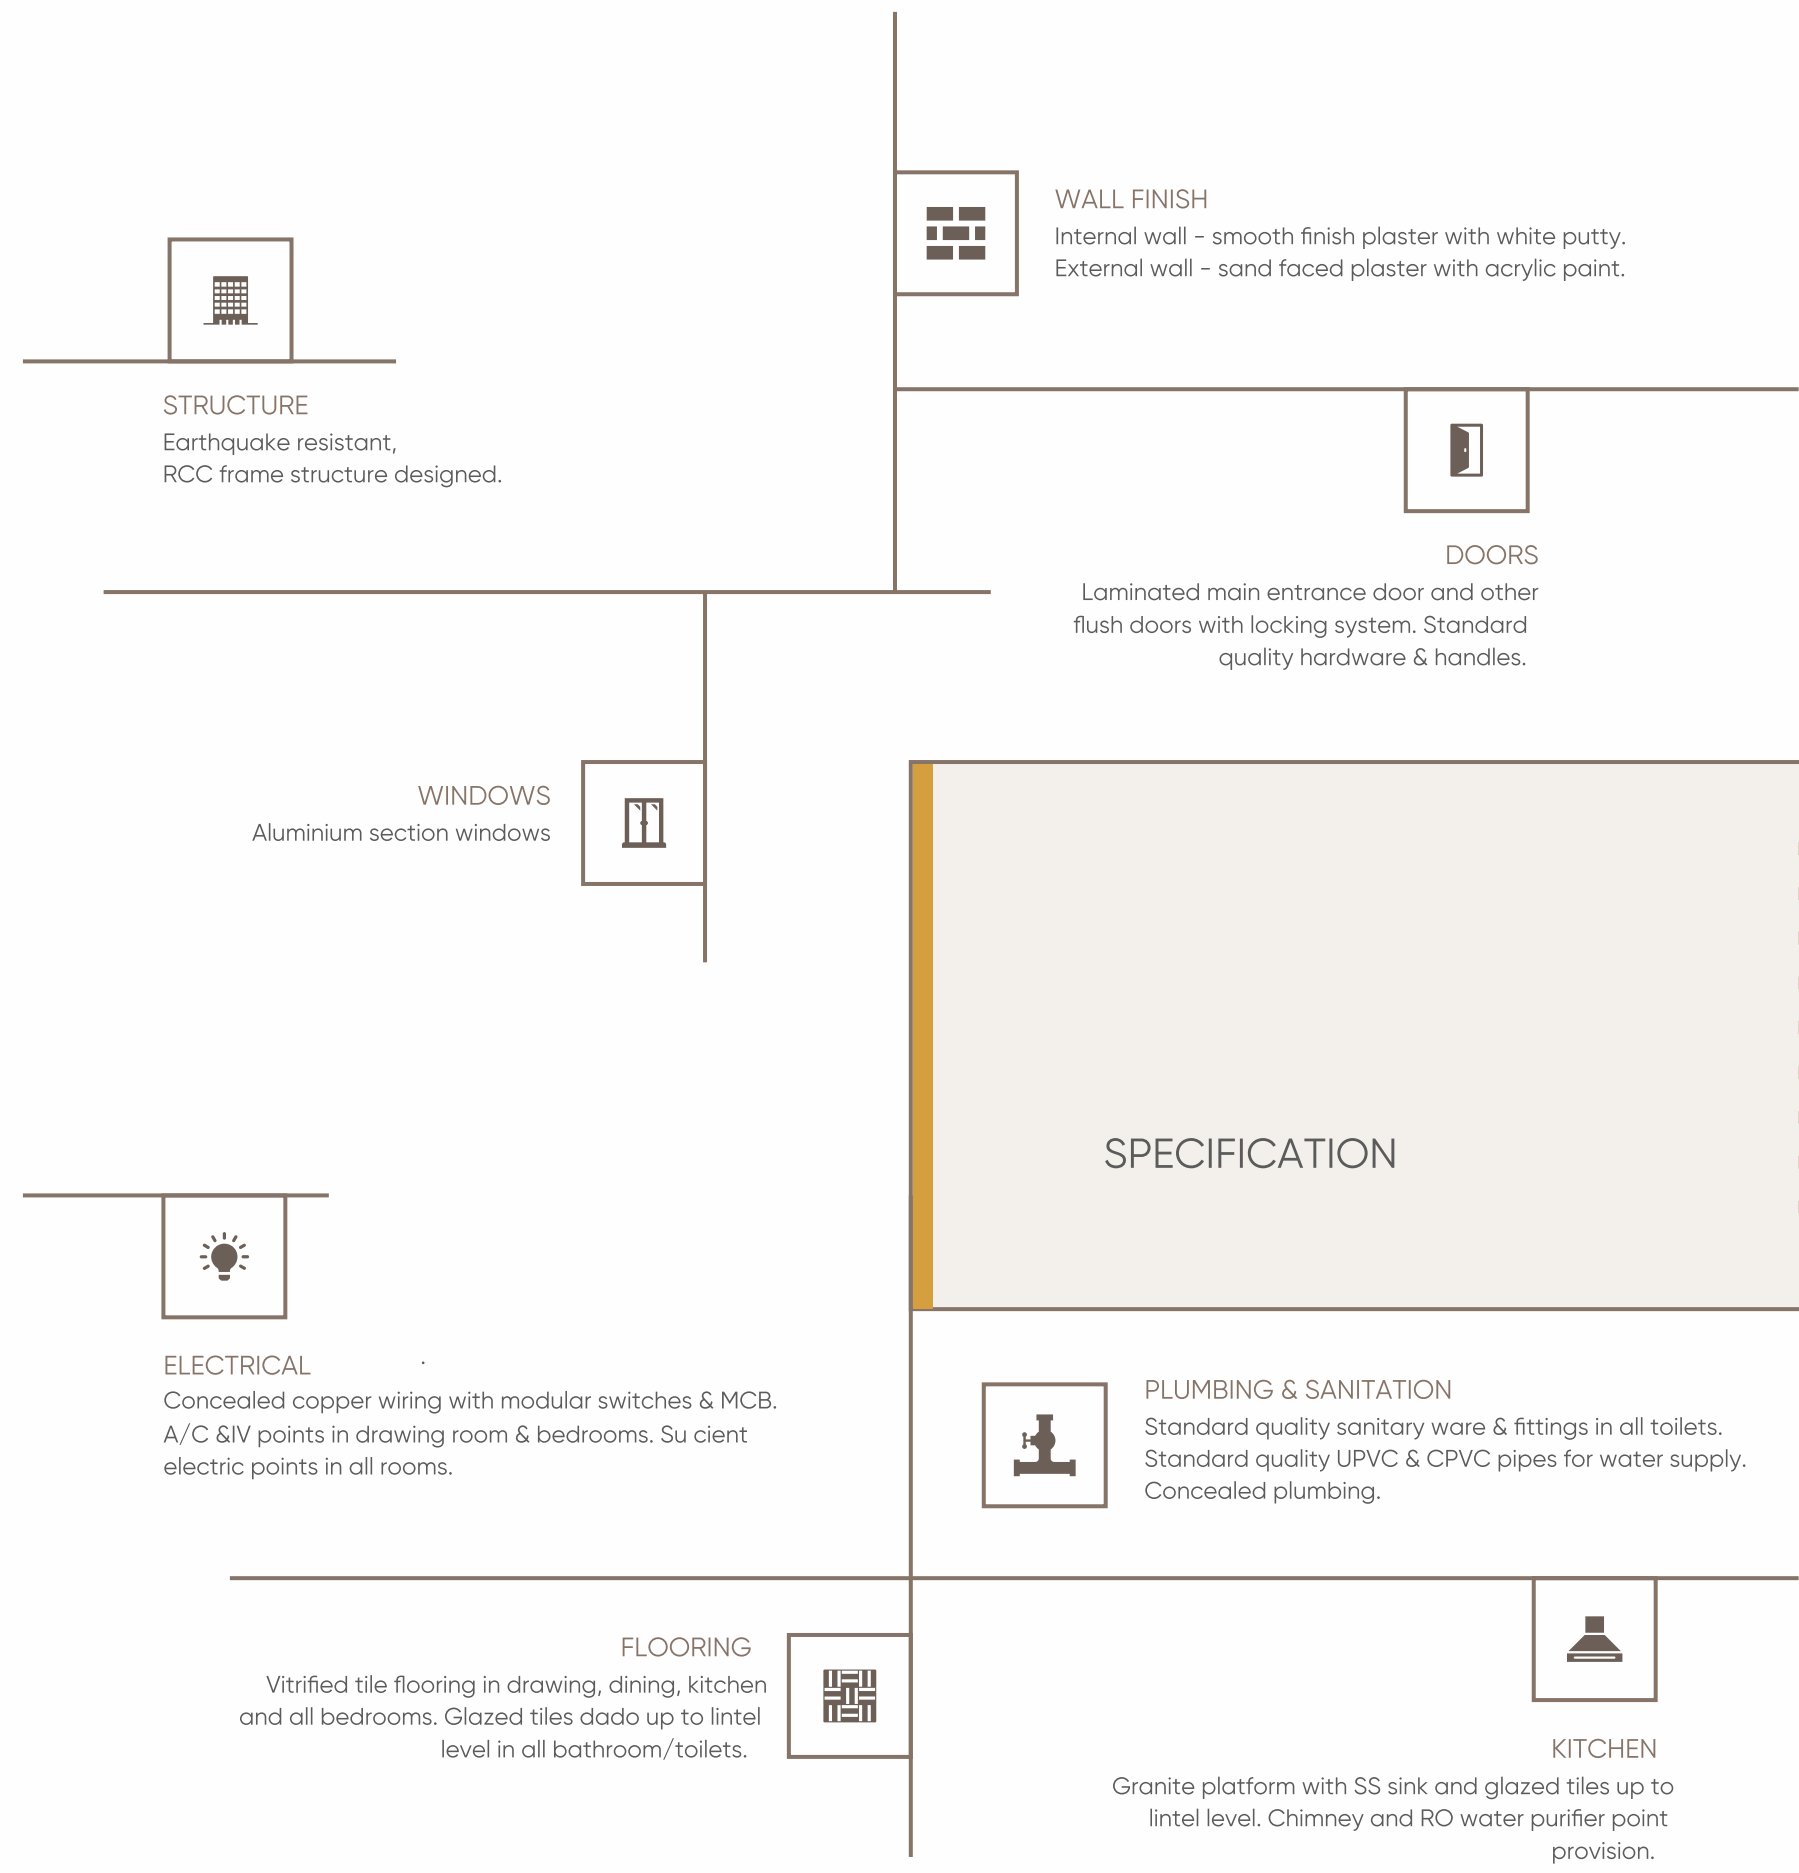 WALL FINISH
Internal wall - smooth finish plaster with white putty.
External wall - sand faced plaster with acrylic paint.
STRUCTURE
Earthquake resistant,
RCC frame structure designed.
DOORS
Laminated main entrance door and other
flush doors with locking system. Standard
quality hardware & handles.
WINDOWS
Aluminium section windows
SPECIFICATION
ELECTRICAL
Concealed copper wiring with modular switches & MCB.
A/C &IV points in drawing room & bedrooms. Su cient
electric points in all rooms.
PLUMBING & SANITATION
Standard quality sanitary ware & fittings in all toilets.
Standard quality UPVC & CPVC pipes for water supply.
Concealed plumbing.
FLOORING
Vitrified tile flooring in drawing, dining, kitchen
and all bedrooms. Glazed tiles dado up to lintel
level in all bathroom/toilets.
KITCHEN
Granite platform with SS sink and glazed tiles up to
lintel level. Chimney and RO water purifier point
provision.